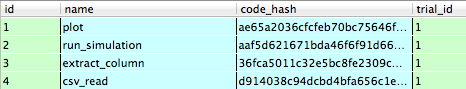 id name code_hash trial_id
1 plot ae65a2036cfcfeb70bc75646f... 1
2 run_simulation aaf5d621671bda46f6f91d66... 1
3 extract_column 36fca5011c32e5bc8fe2309c... 1
4 csv_read d914038c94dcbd4bfa656c1e... 1